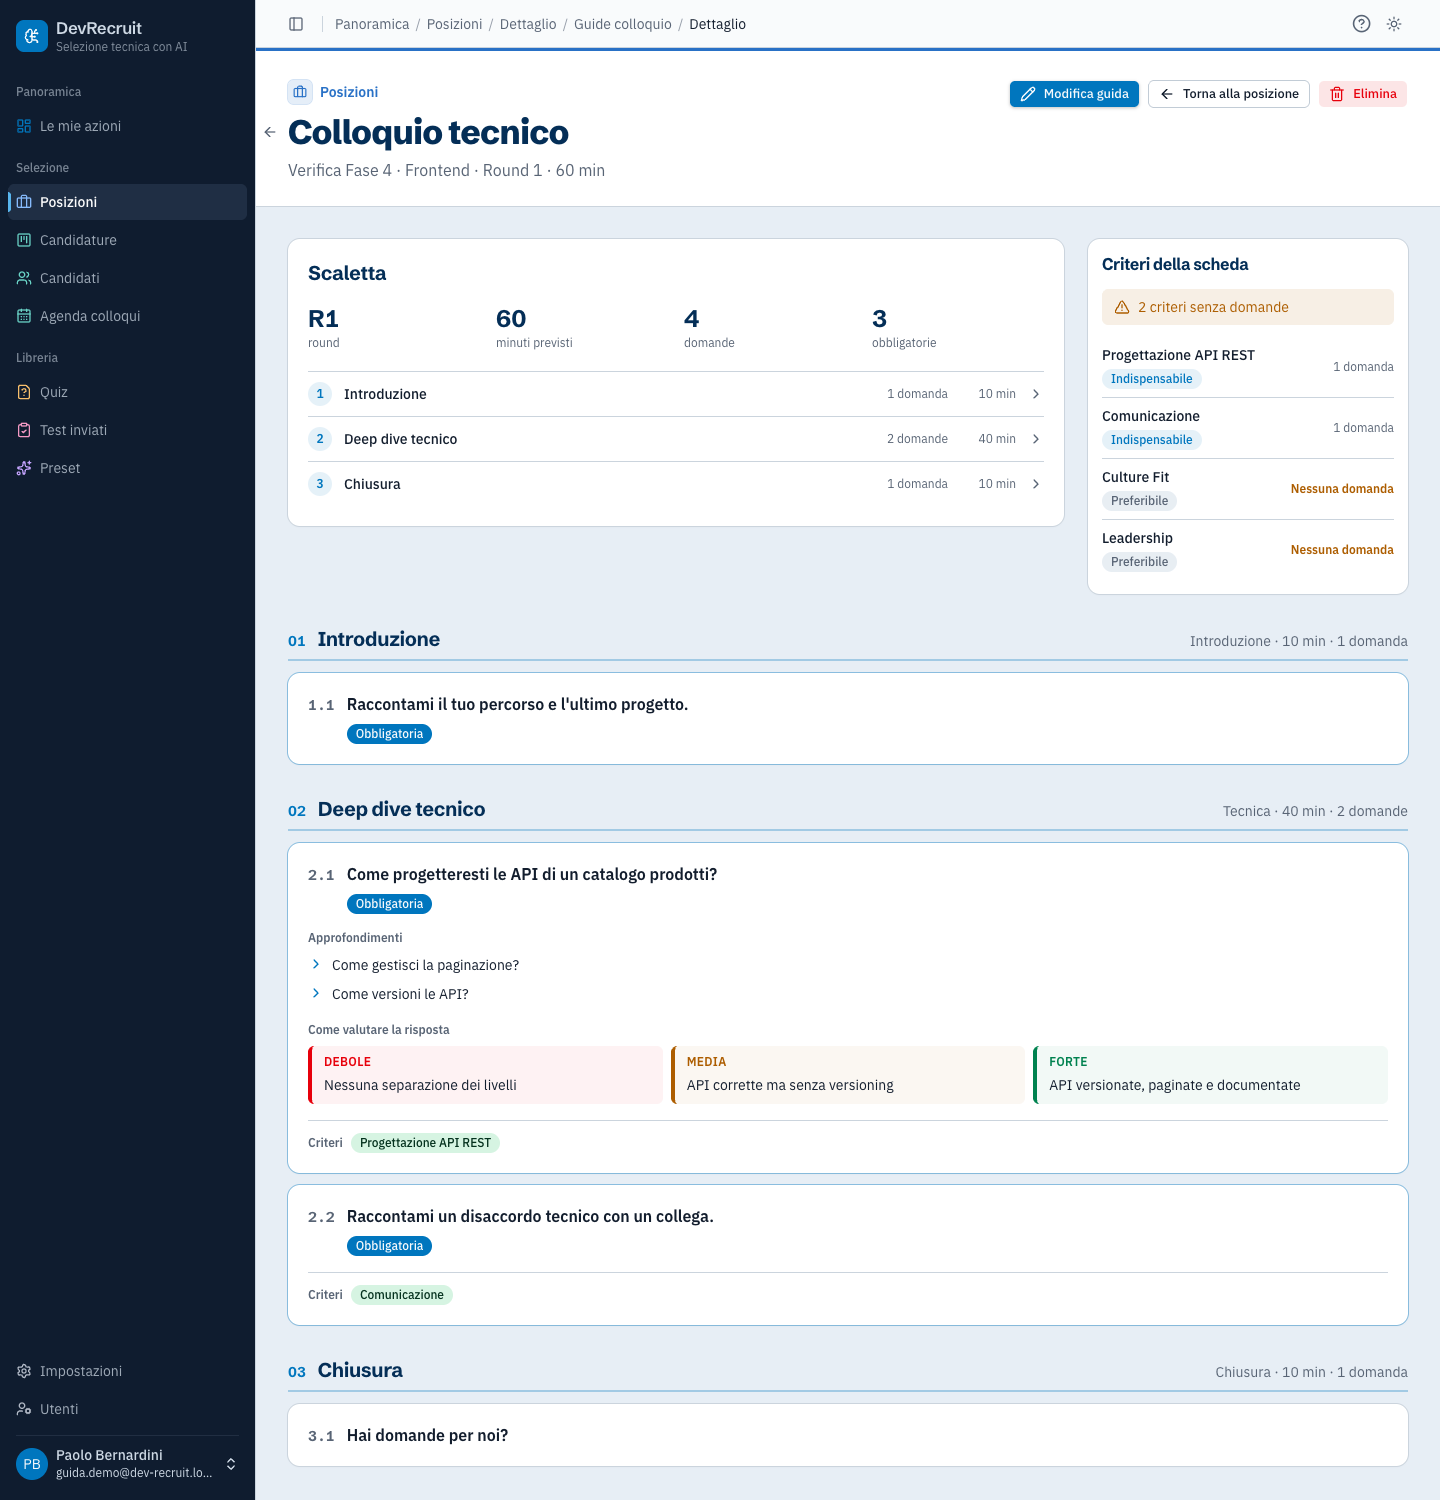 DevRecruit
Selezione tecnica con AI
Panoramica
Le mie azioni
Selezione
Posizioni
Candidature
Candidati
Agenda colloqui
Libreria
Quiz
Test inviati
Preset
Impostazioni
Utenti
PB
Paolo Bernardini
guida.demo@dev-recruit.lo...
Panoramica / Posizioni / Dettaglio / Guide colloquio / Dettaglio
Posizioni
Modifica guida
Torna alla posizione
Elimina
Colloquio tecnico
Verifica Fase 4 · Frontend · Round 1 · 60 min
Scaletta
R1 60 4 3
round minuti previsti domande obbligatorie
1 Introduzione 1 domanda 10 min
2 Deep dive tecnico 2 domande 40 min
3 Chiusura 1 domanda 10 min
Criteri della scheda
2 criteri senza domande
Progettazione API REST
Indispensabile
1 domanda
Comunicazione
Indispensabile
1 domanda
Culture Fit
Preferibile
Nessuna domanda
Leadership
Preferibile
Nessuna domanda
01 Introduzione Introduzione · 10 min · 1 domanda
1.1 Raccontami il tuo percorso e l'ultimo progetto.
Obbligatoria
02 Deep dive tecnico Tecnica · 40 min · 2 domande
2.1 Come progetteresti le API di un catalogo prodotti?
Obbligatoria
Approfondimenti
Come gestisci la paginazione?
Come versioni le API?
Come valutare la risposta
DEBOLE
Nessuna separazione dei livelli
MEDIA
API corrette ma senza versioning
FORTE
API versionate, paginate e documentate
Criteri Progettazione API REST
2.2 Raccontami un disaccordo tecnico con un collega.
Obbligatoria
Criteri Comunicazione
03 Chiusura Chiusura · 10 min · 1 domanda
3.1 Hai domande per noi?